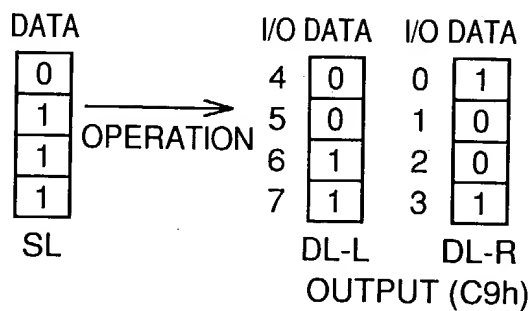 DATA I/O DATA I/O DATA
0 4 0 0 1
1 5 0 1 0
OPERATION
1 6 1 2 0
1 7 1 3 1
SL DL-L DL-R
OUTPUT (C9h)